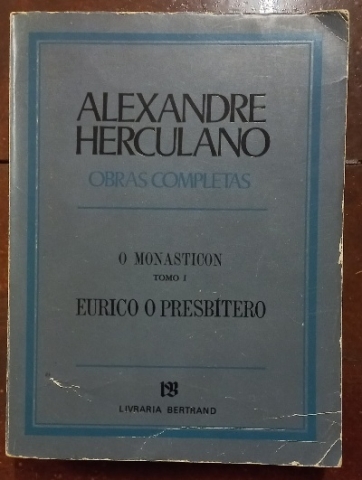 ALEXANDRE
HERCULANO
OBRAS COMPLETAS
O MONASTICON
TOMO I
EURICO O PRESBÍTERO
LIVRARIA BERTRAND